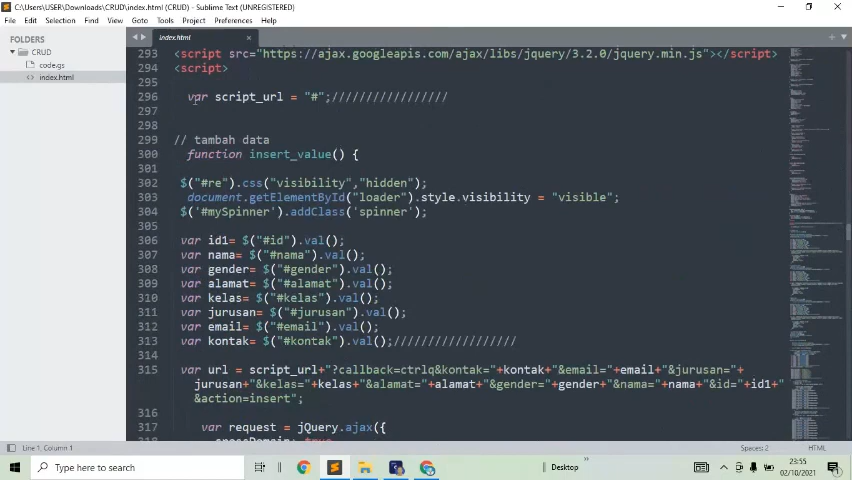 C:\Users\USER\Downloads\CRUD\index.html (CRUD) - Sublime Text (UNREGISTERED)
File Edit Selection Find View Goto Tools Project Preferences Help
FOLDERS
CRUD
code.gs
index.html
index.html
293 <script src="https://ajax.googleapis.com/ajax/libs/jquery/3.2.0/jquery.min.js"></script>
294 <script>
295
296 var script_url = "#";/////////////////
297
298
299 // tambah data
300 function insert_value() {
301
302 $("#re").css("visibility","hidden");
303 document.getElementById("loader").style.visibility = "visible";
304 $('#mySpinner').addClass('spinner');
305
306 var id1= $("#id").val();
307 var nama= $("#nama").val();
308 var gender= $("#gender").val();
309 var alamat= $("#alamat").val();
310 var kelas= $("#kelas").val();
311 var jurusan= $("#jurusan").val();
312 var email= $("#email").val();
313 var kontak= $("#kontak").val();//////////////////
314
315 var url = script_url+"?callback=ctrlq&kontak="+kontak+"&email="+email+"&jurusan="+
jurusan+"&kelas="+kelas+"&alamat="+alamat+"&gender="+gender+"&nama="+nama+"&id="+id1+"
&action=insert";
316
317 var request = jQuery.ajax({
318 crossDomain: true,
Line 1, Column 1
Spaces: 2
HTML
Type here to search
Desktop
23:55
02/10/2021